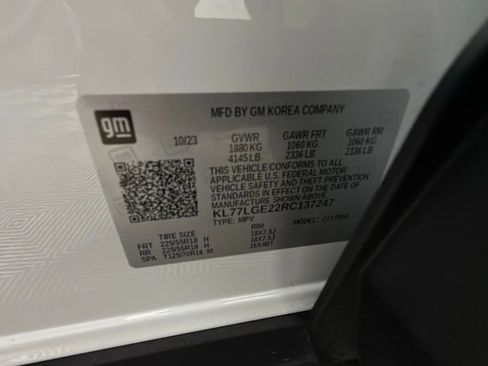 gm
MFD BY GM KOREA COMPANY
10/23 GVWR GAWR FRT GAWR RR
1880 KG 1060 KG 1060 KG
4145 LB 2336 LB 2336 LB
THIS VEHICLE CONFORMS TO ALL
APPLICABLE U.S. FEDERAL MOTOR
VEHICLE SAFETY AND BUMPER
STANDARDS IN EFFECT ON THE DATE OF
MANUFACTURE SHOWN ABOVE.
KL77LGE22RC137247
TYPE: MPV MODEL:
TIRE SIZE RIM
FRT 225/55R18 H 18X7.5J
RR 225/55R18 H 18X7.5J
SPA T125/70R16 M 16X4BT